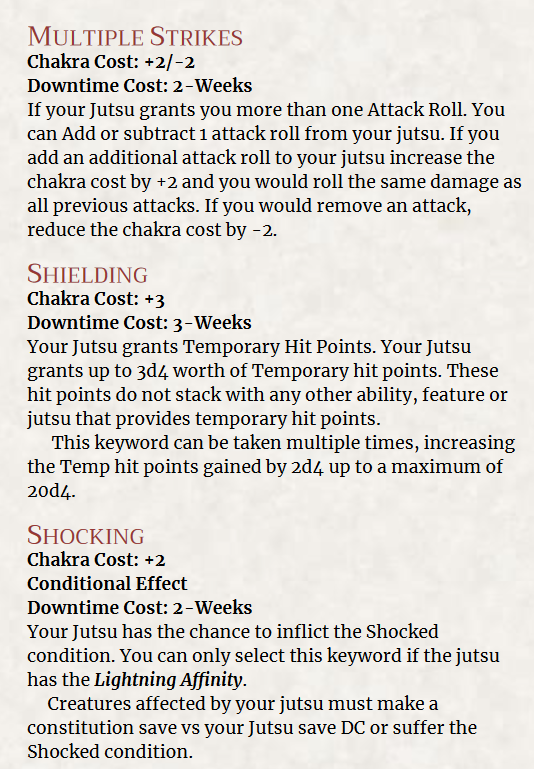 Multiple Strikes
Chakra Cost: +2/-2
Downtime Cost: 2-Weeks
If your Jutsu grants you more than one Attack Roll. You
can Add or subtract 1 attack roll from your jutsu. If you
add an additional attack roll to your jutsu increase the
chakra cost by +2 and you would roll the same damage as
all previous attacks. If you would remove an attack,
reduce the chakra cost by -2.
Shielding
Chakra Cost: +3
Downtime Cost: 3-Weeks
Your Jutsu grants Temporary Hit Points. Your Jutsu
grants up to 3d4 worth of Temporary hit points. These
hit points do not stack with any other ability, feature or
jutsu that provides temporary hit points.
This keyword can be taken multiple times, increasing
the Temp hit points gained by 2d4 up to a maximum of
20d4.
Shocking
Chakra Cost: +2
Conditional Effect
Downtime Cost: 2-Weeks
Your Jutsu has the chance to inflict the Shocked
condition. You can only select this keyword if the jutsu
has the Lightning Affinity.
Creatures affected by your jutsu must make a
constitution save vs your Jutsu save DC or suffer the
Shocked condition.